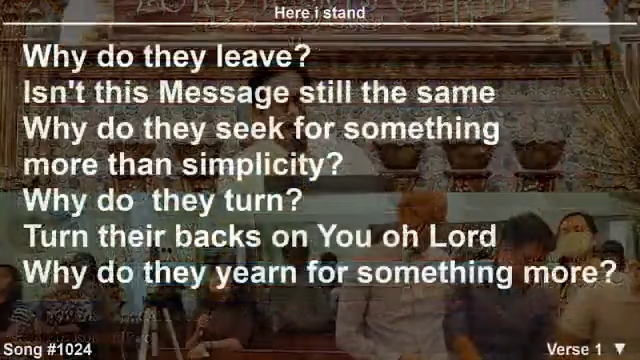 Here i stand
Why do they leave?
Isn't this Message still the same
Why do they seek for something
more than simplicity?
Why do  they turn?
Turn their backs on You oh Lord
Why do they yearn for something more?
Song #1024
Verse 1 ▼